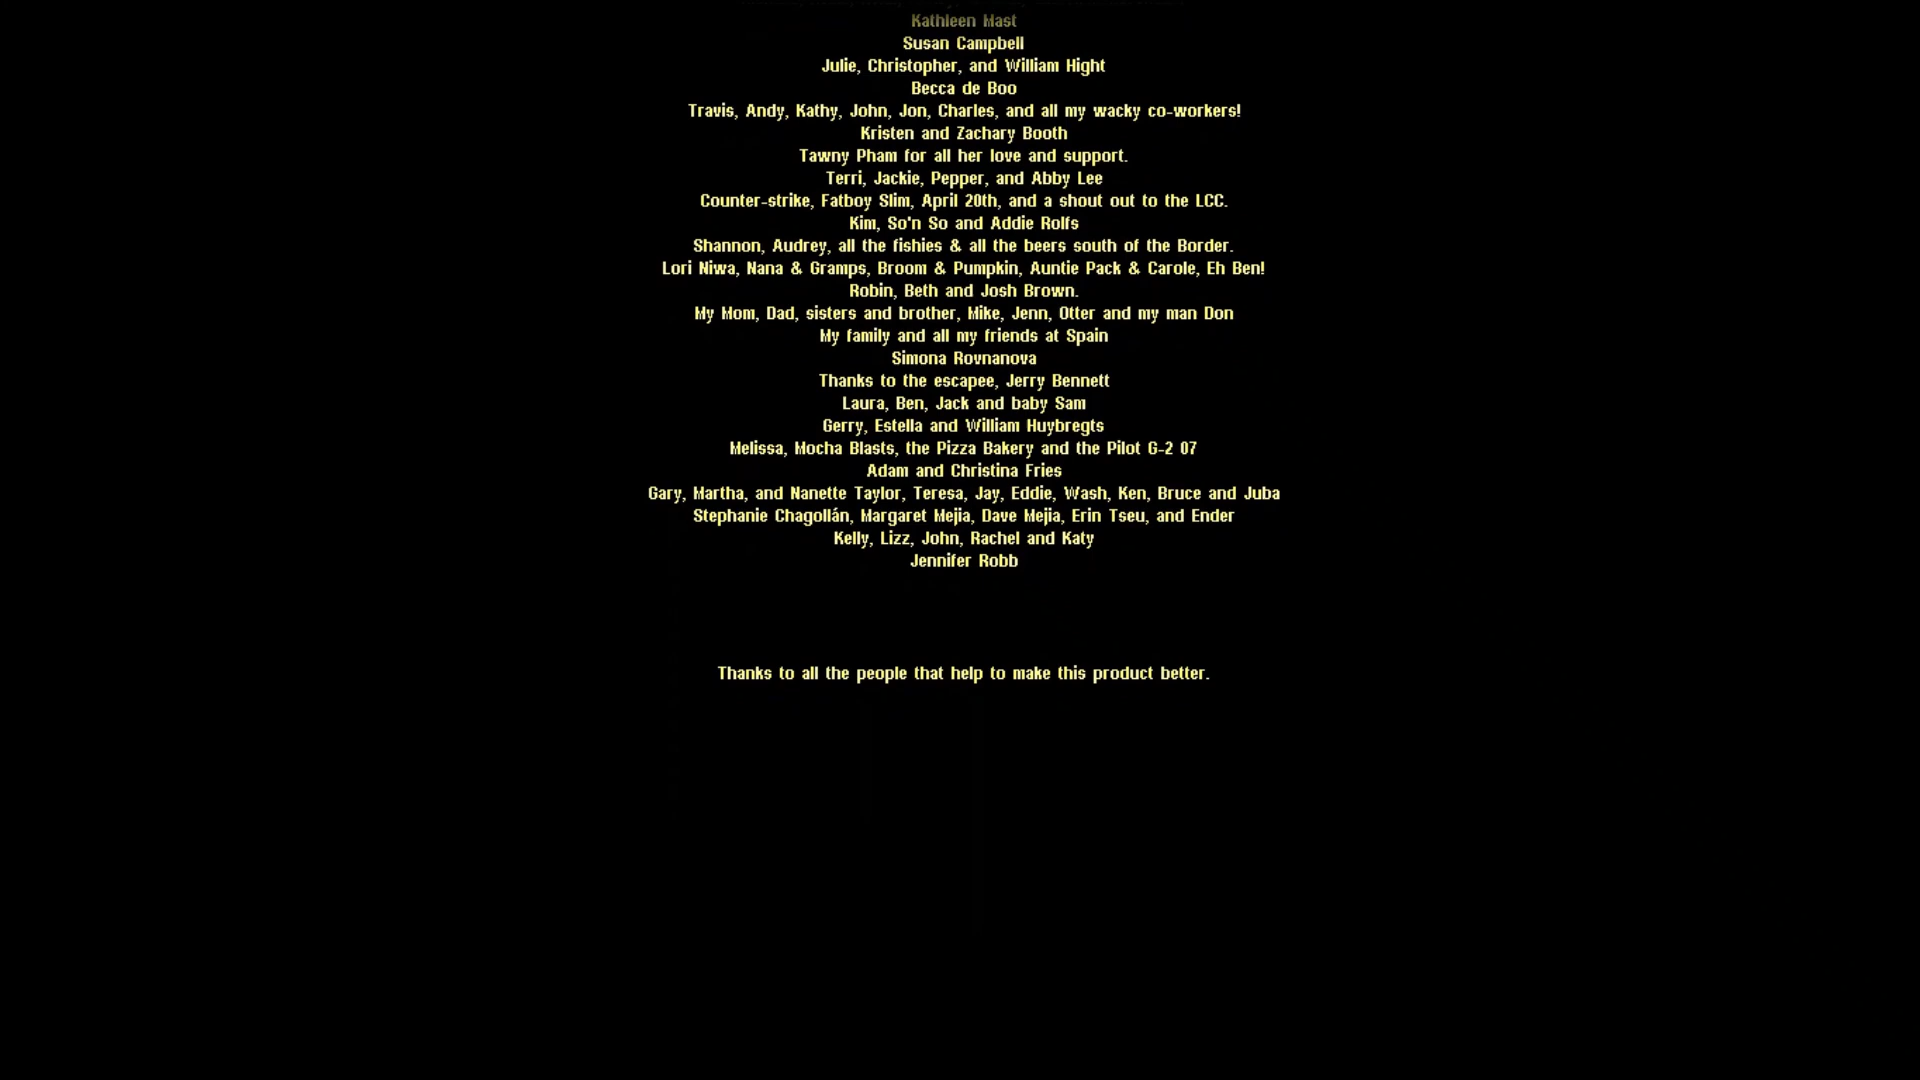 Kathleen Mast
Susan Campbell
Julie, Christopher, and William Hight
Becca de Boo
Travis, Andy, Kathy, John, Jon, Charles, and all my wacky co-workers!
Kristen and Zachary Booth
Tawny Pham for all her love and support.
Terri, Jackie, Pepper, and Abby Lee
Counter-strike, Fatboy Slim, April 20th, and a shout out to the LCC.
Kim, So'n So and Addie Rolfs
Shannon, Audrey, all the fishies & all the beers south of the Border.
Lori Niwa, Nana & Gramps, Broom & Pumpkin, Auntie Pack & Carole, Eh Ben!
Robin, Beth and Josh Brown.
My Mom, Dad, sisters and brother, Mike, Jenn, Otter and my man Don
My family and all my friends at Spain
Simona Rovnanova
Thanks to the escapee, Jerry Bennett
Laura, Ben, Jack and baby Sam
Gerry, Estella and William Huybregts
Melissa, Mocha Blasts, the Pizza Bakery and the Pilot G-2 07
Adam and Christina Fries
Gary, Martha, and Nanette Taylor, Teresa, Jay, Eddie, Wash, Ken, Bruce and Juba
Stephanie Chagollán, Margaret Mejia, Dave Mejia, Erin Tseu, and Ender
Kelly, Lizz, John, Rachel and Katy
Jennifer Robb
Thanks to all the people that help to make this product better.